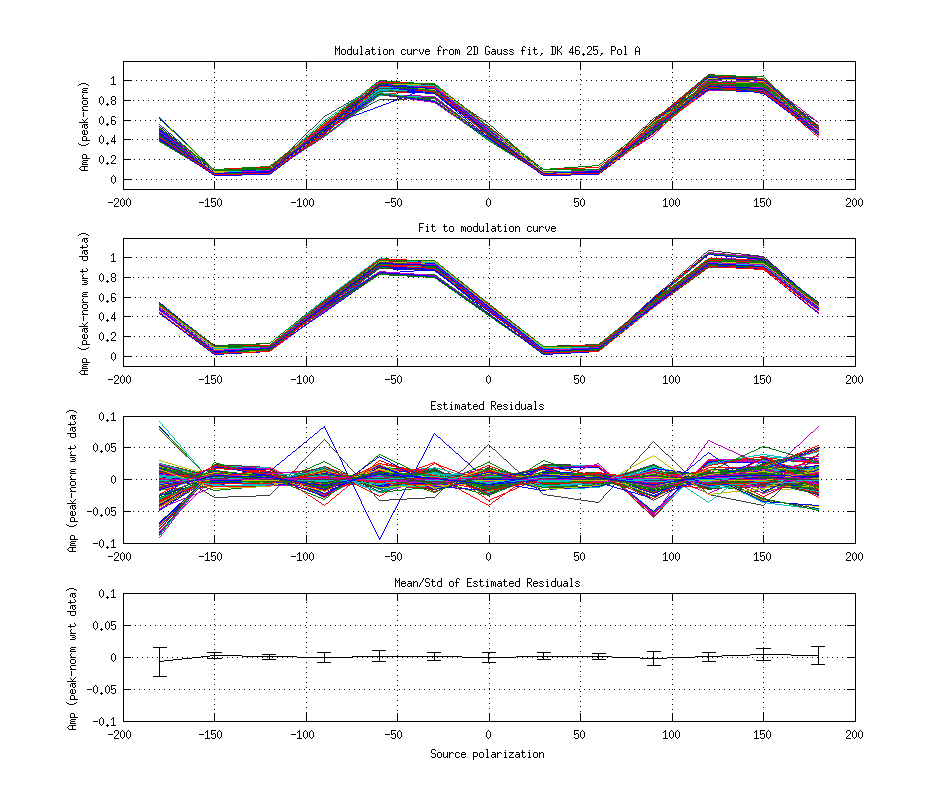 Modulation curve from 2D Gauss fit, DK 46.25, Pol A
Amp (peak-norm)
1
0.8
0.6
0.4
0.2
0
-200 -150 -100 -50 0 50 100 150 200
Fit to modulation curve
Amp (peak-norm wrt data)
1
0.8
0.6
0.4
0.2
0
-200 -150 -100 -50 0 50 100 150 200
Estimated Residuals
Amp (peak-norm wrt data)
0.1
0.05
0
-0.05
-0.1
-200 -150 -100 -50 0 50 100 150 200
Mean/Std of Estimated Residuals
Amp (peak-norm wrt data)
0.1
0.05
0
-0.05
-0.1
-200 -150 -100 -50 0 50 100 150 200
Source polarization